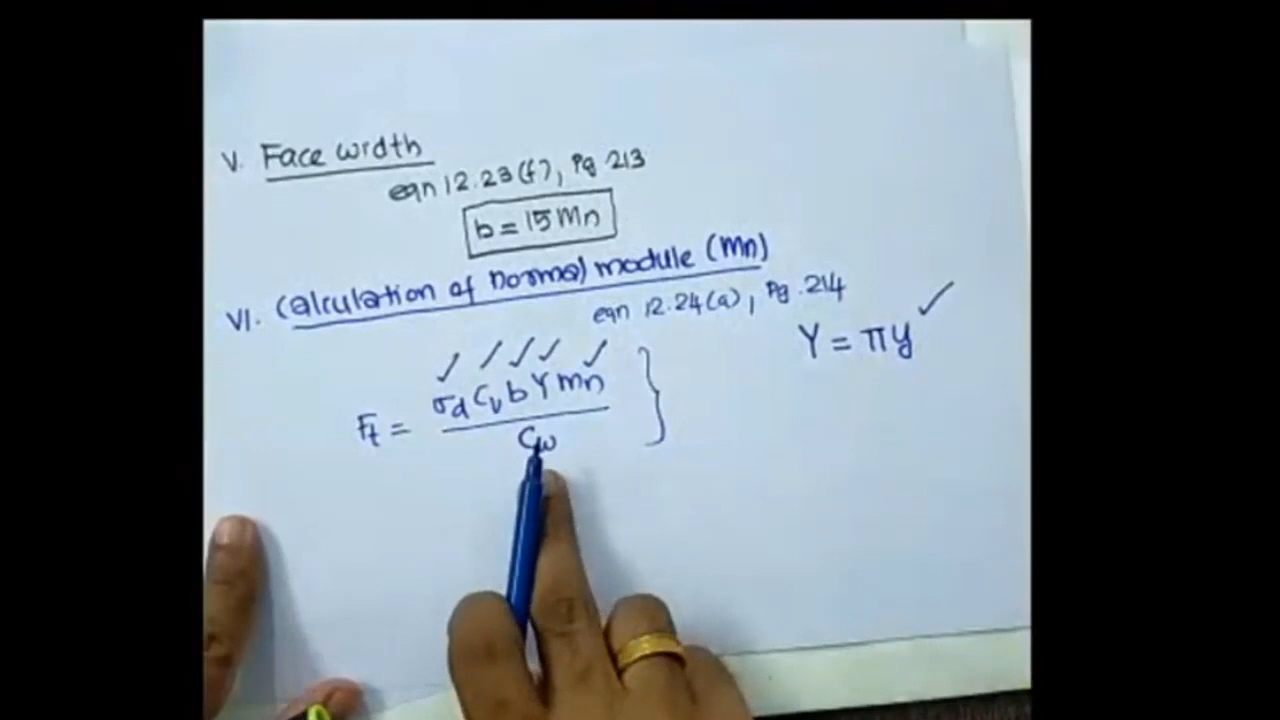 V. Face width
eqn 12.23(f), Pg 213
b = 15 Mn
VI. Calculation of normal module (Mn)
eqn 12.24(a), Pg. 214
Y = πy ✓
✓ ✓ ✓ ✓ ✓
Ft = σd Cv b Y mn / Cw }